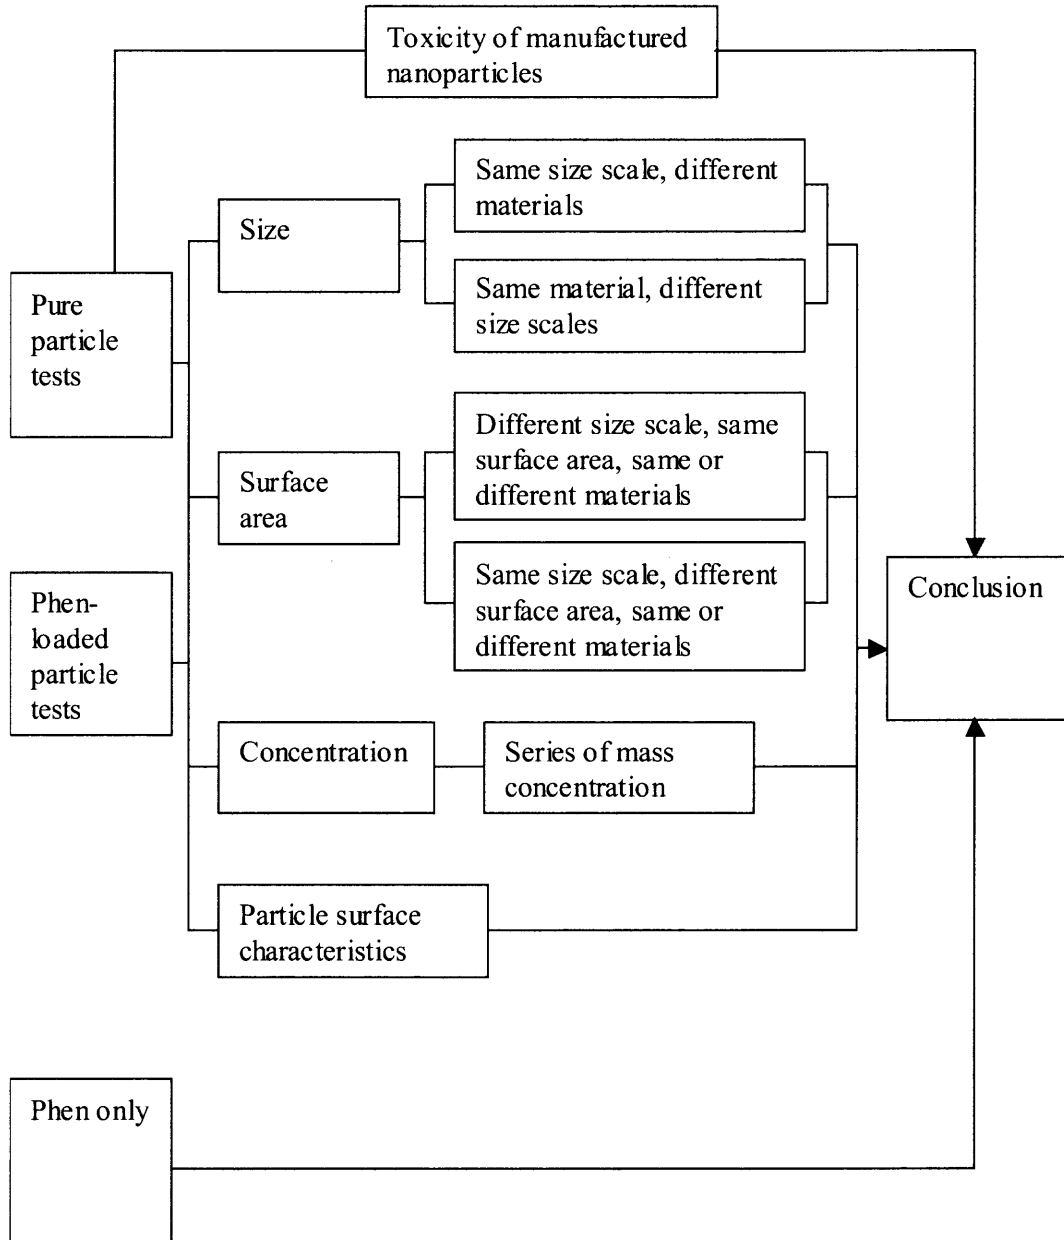 Toxicity of manufactured
nanoparticles
Same size scale, different
materials
Size
Same material, different
size scales
Pure
particle
tests
Different size scale, same
surface area, same or
different materials
Surface
area
Same size scale, different
surface area, same or
different materials
Phen-
loaded
particle
tests
Conclusion
Concentration
Series of mass
concentration
Particle surface
characteristics
Phen only